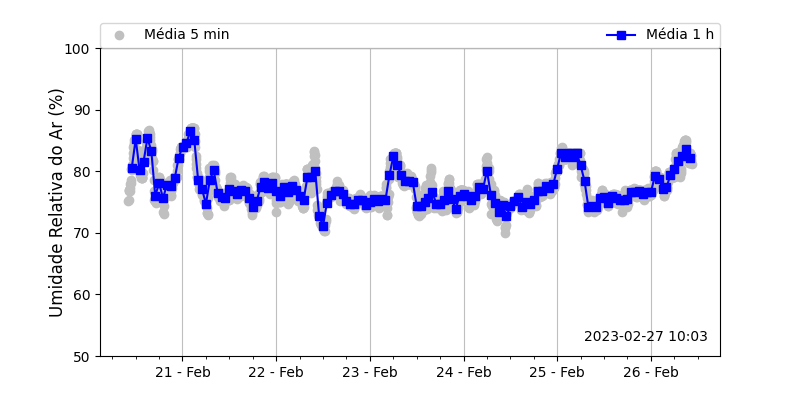 Média 5 min Média 1 h
Umidade Relativa do Ar (%)
100
90
80
70
60
50
2023-02-27 10:03
21 - Feb 22 - Feb 23 - Feb 24 - Feb 25 - Feb 26 - Feb